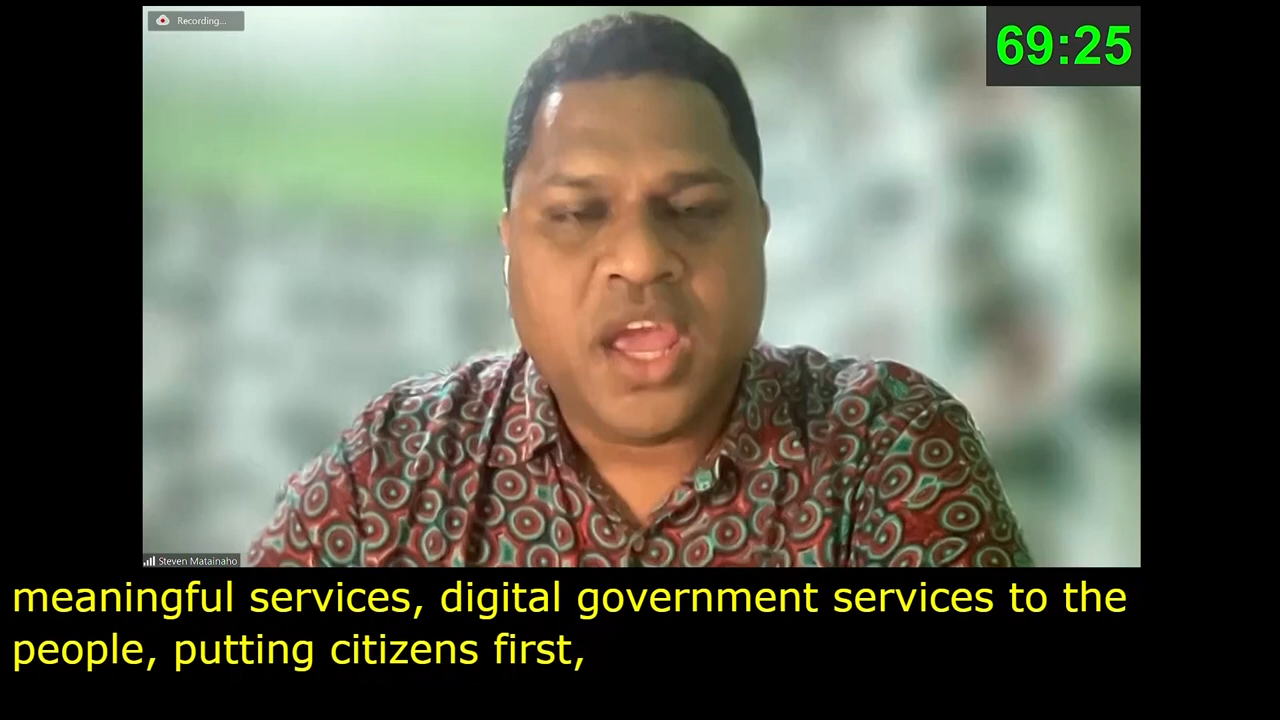 Recording...
69:25
Steven Matainaho
meaningful services, digital government services to the
people, putting citizens first,